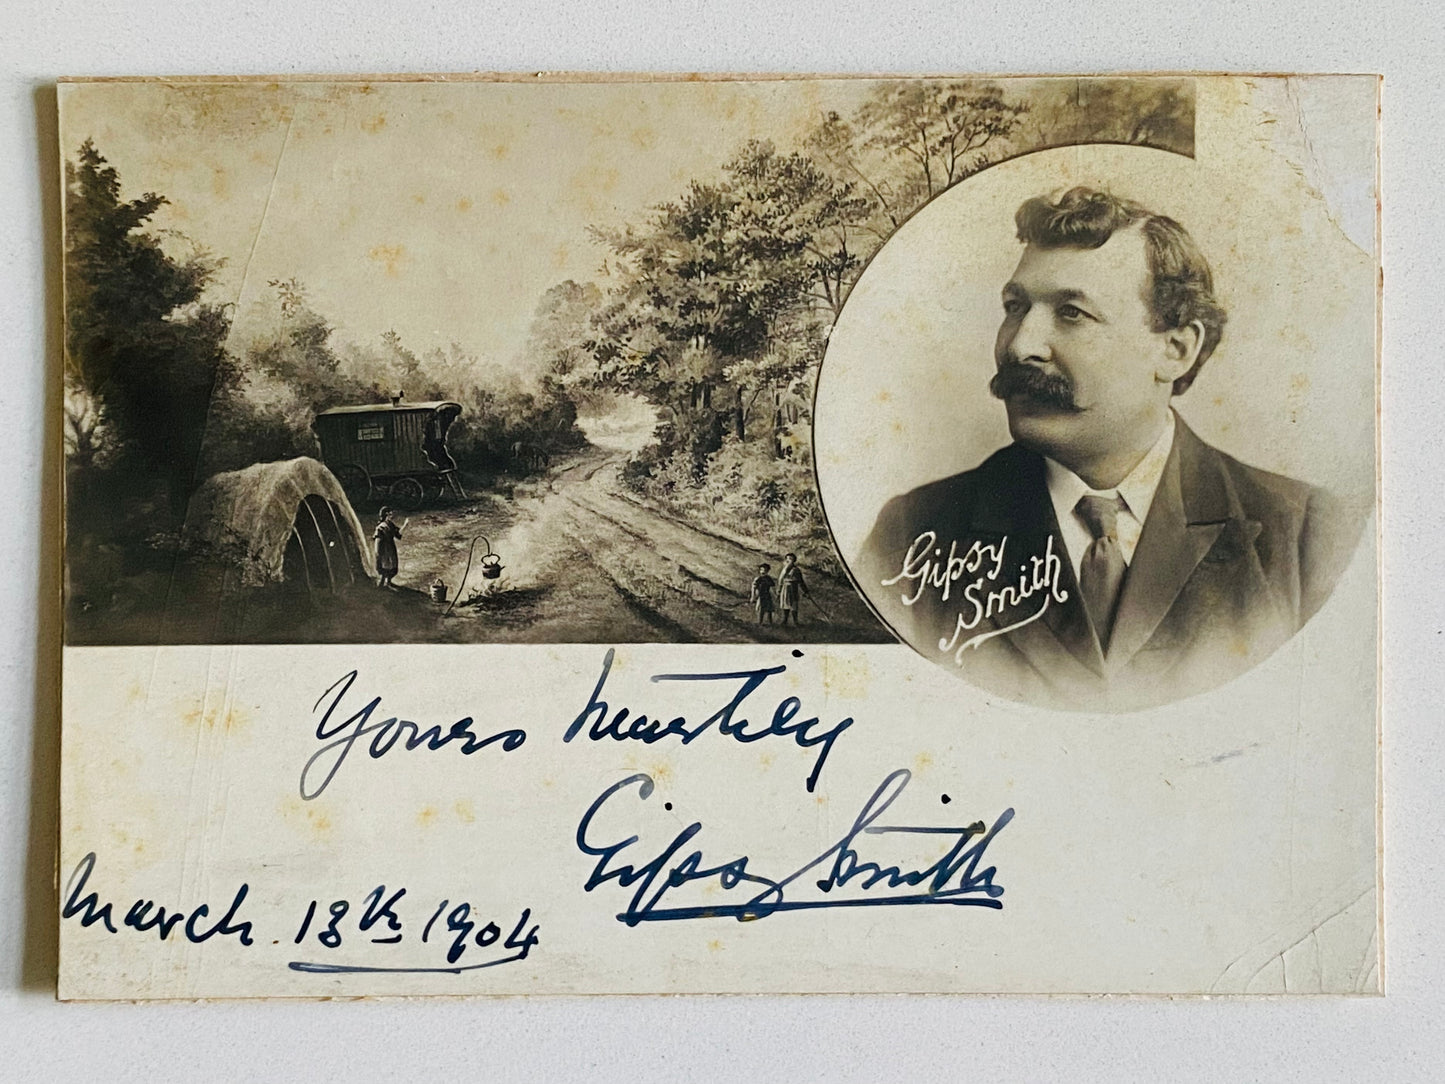 Gipsy
Smith
Yours heartily
Gipsy Smith
March 18th 1904